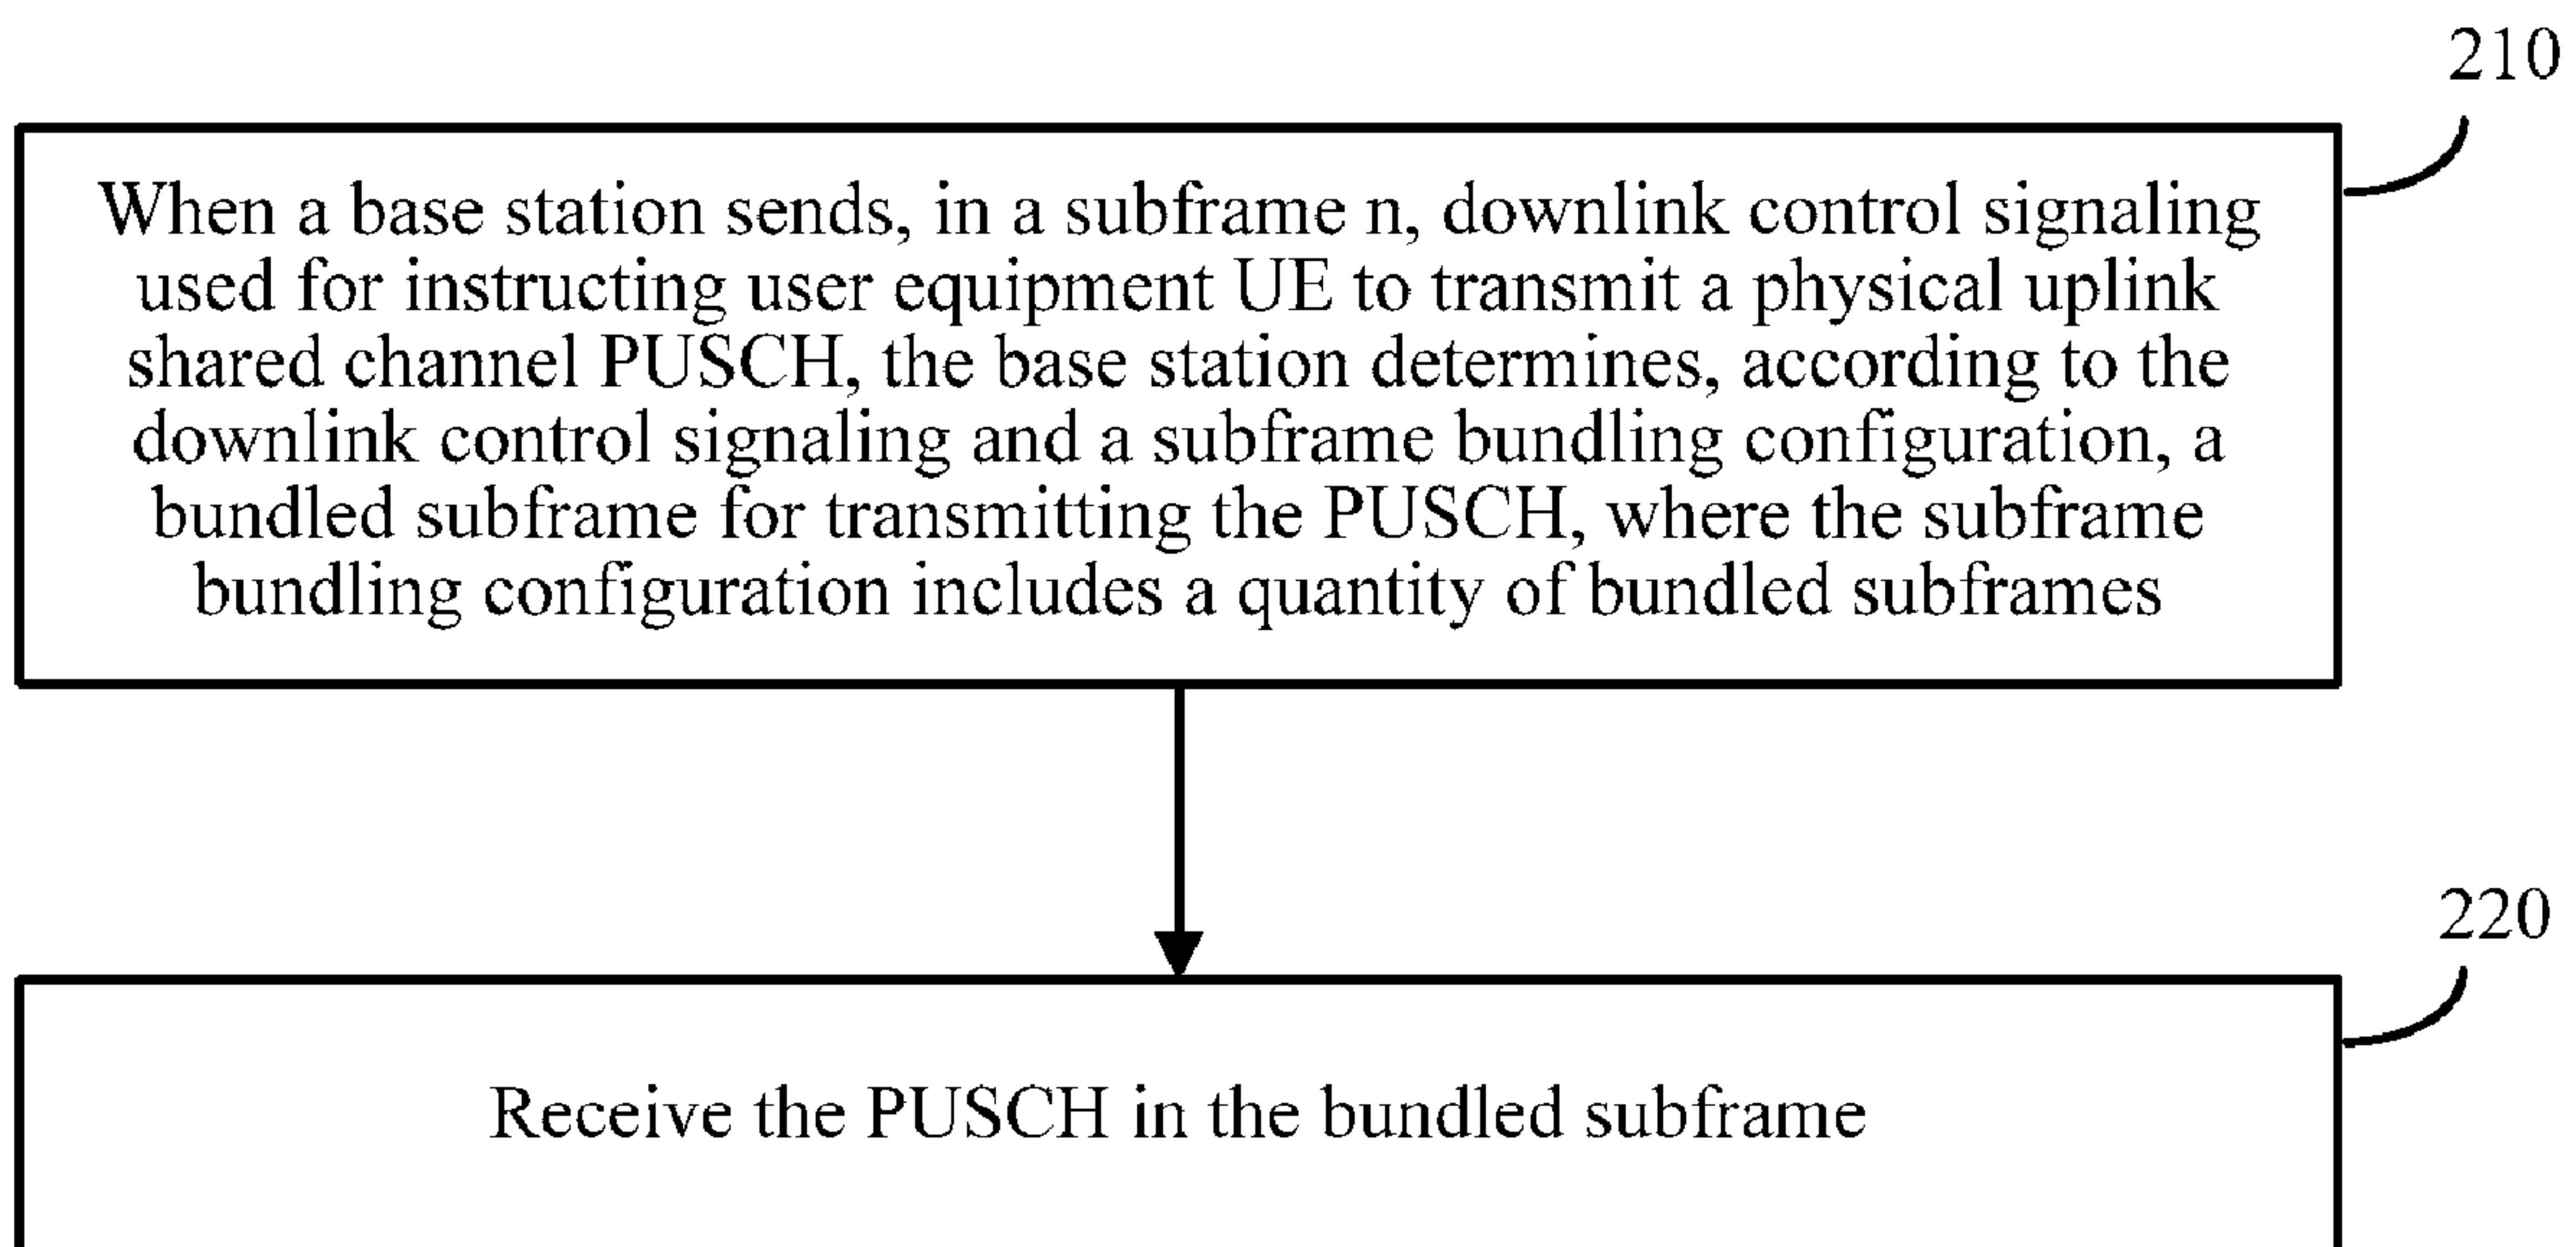 210
When a base station sends, in a subframe n, downlink control signaling
used for instructing user equipment UE to transmit a physical uplink
shared channel PUSCH, the base station determines, according to the
downlink control signaling and a subframe bundling configuration, a
bundled subframe for transmitting the PUSCH, where the subframe
bundling configuration includes a quantity of bundled subframes
220
Receive the PUSCH in the bundled subframe